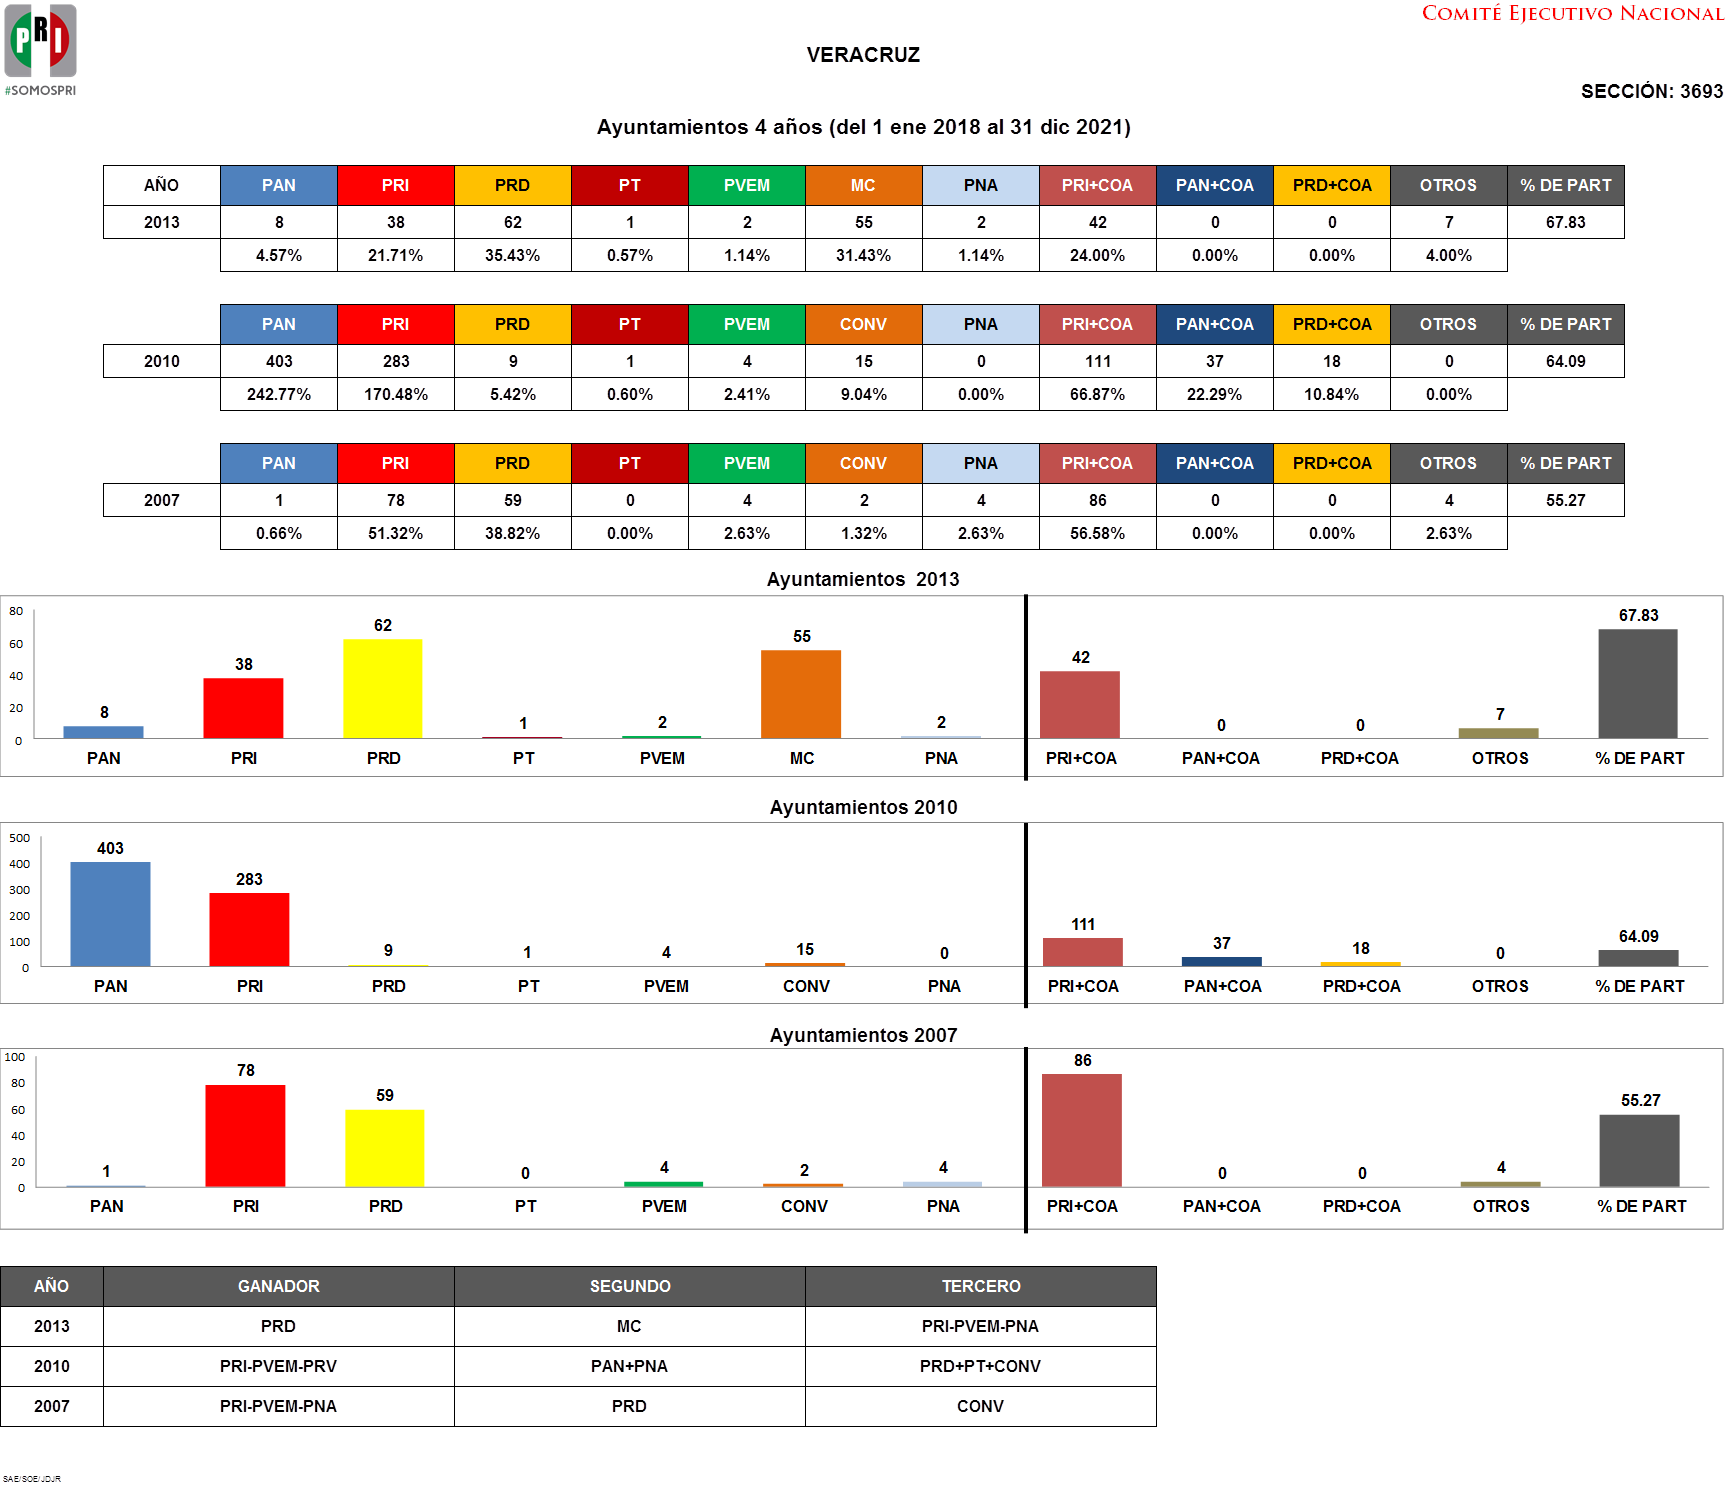 COMITÉ EJECUTIVO NACIONAL
PRI
#SOMOSPRI
VERACRUZ
SECCIÓN: 3693
Ayuntamientos 4 años (del 1 ene 2018 al 31 dic 2021)
AÑO PAN PRI PRD PT PVEM MC PNA PRI+COA PAN+COA PRD+COA OTROS % DE PART
2013 8 38 62 1 2 55 2 42 0 0 7 67.83
4.57% 21.71% 35.43% 0.57% 1.14% 31.43% 1.14% 24.00% 0.00% 0.00% 4.00%
PAN PRI PRD PT PVEM CONV PNA PRI+COA PAN+COA PRD+COA OTROS % DE PART
2010 403 283 9 1 4 15 0 111 37 18 0 64.09
242.77% 170.48% 5.42% 0.60% 2.41% 9.04% 0.00% 66.87% 22.29% 10.84% 0.00%
PAN PRI PRD PT PVEM CONV PNA PRI+COA PAN+COA PRD+COA OTROS % DE PART
2007 1 78 59 0 4 2 4 86 0 0 4 55.27
0.66% 51.32% 38.82% 0.00% 2.63% 1.32% 2.63% 56.58% 0.00% 0.00% 2.63%
Ayuntamientos 2013
80
60
40
20
0
8 38 62 1 2 55 2 42 0 0 7 67.83
PAN PRI PRD PT PVEM MC PNA PRI+COA PAN+COA PRD+COA OTROS % DE PART
Ayuntamientos 2010
500
400
300
200
100
0
403 283 9 1 4 15 0 111 37 18 0 64.09
PAN PRI PRD PT PVEM CONV PNA PRI+COA PAN+COA PRD+COA OTROS % DE PART
Ayuntamientos 2007
100
80
60
40
20
0
1 78 59 0 4 2 4 86 0 0 4 55.27
PAN PRI PRD PT PVEM CONV PNA PRI+COA PAN+COA PRD+COA OTROS % DE PART
AÑO GANADOR SEGUNDO TERCERO
2013 PRD MC PRI-PVEM-PNA
2010 PRI-PVEM-PRV PAN+PNA PRD+PT+CONV
2007 PRI-PVEM-PNA PRD CONV
SAE/SOE/JDJR